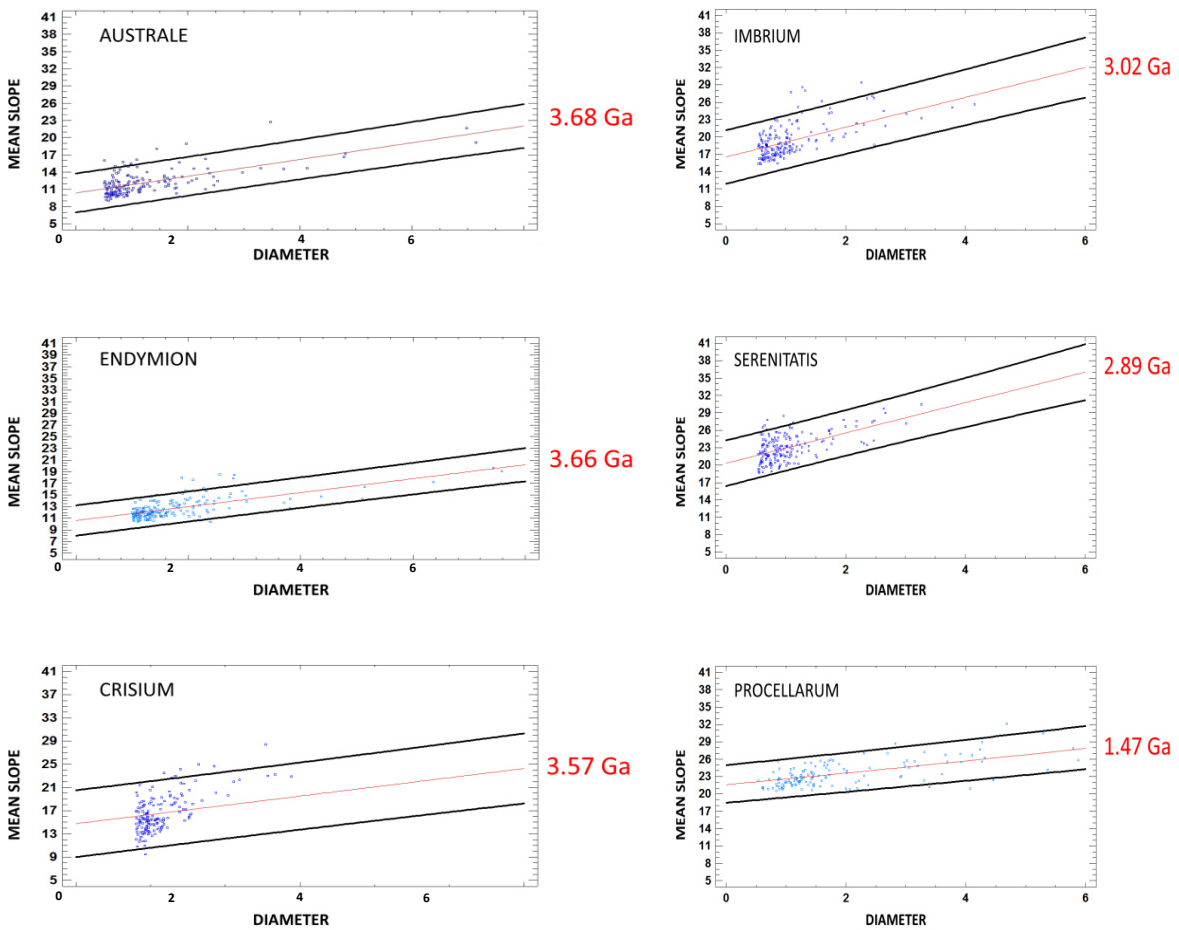 AUSTRALE
MEAN SLOPE
41
38
35
32
29
26
23
20
17
14
11
8
5
0 2 4 6
DIAMETER
3.68 Ga
IMBRIUM
MEAN SLOPE
41
38
35
32
29
26
23
20
17
14
11
8
5
0 2 4 6
DIAMETER
3.02 Ga
ENDYMION
MEAN SLOPE
41
39
37
35
33
31
29
27
25
23
21
19
17
15
13
11
9
7
5
0 2 4 6
DIAMETER
3.66 Ga
SERENITATIS
MEAN SLOPE
41
38
35
32
29
26
23
20
17
14
11
8
5
0 2 4 6
DIAMETER
2.89 Ga
CRISIUM
MEAN SLOPE
41
37
33
29
25
21
17
13
9
5
0 2 4 6
DIAMETER
3.57 Ga
PROCELLARUM
MEAN SLOPE
41
38
35
32
29
26
23
20
17
14
11
8
5
0 2 4 6
DIAMETER
1.47 Ga